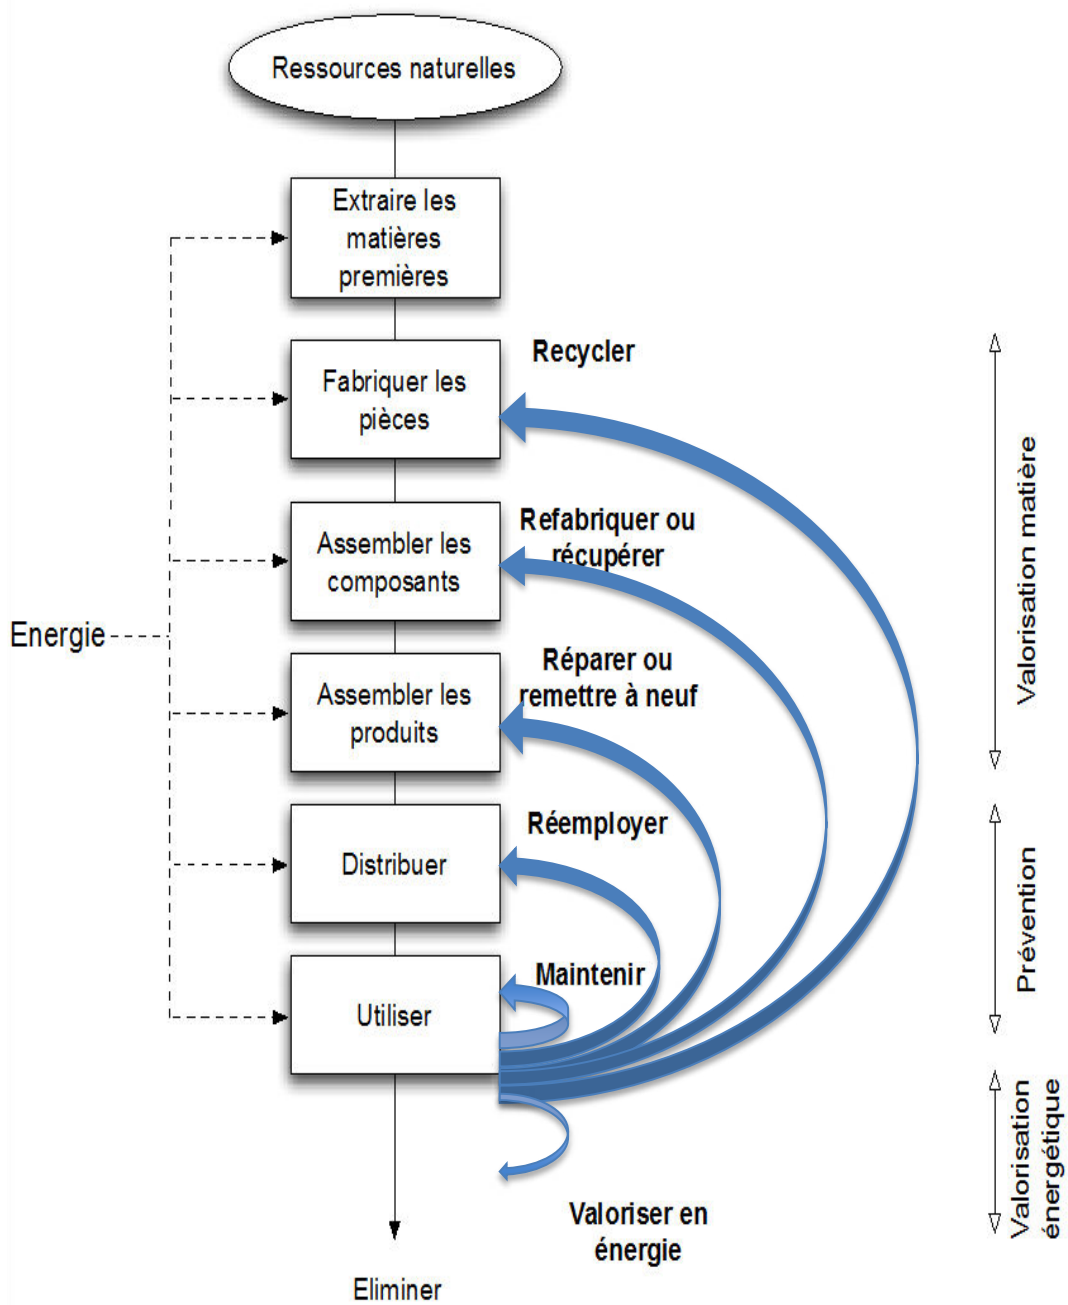 Ressources naturelles
Extraire les
matières
premières
Recycler
Fabriquer les
pièces
Refabriquer ou
récupérer
Assembler les
composants
Energie
Réparer ou
remettre à neuf
Assembler les
produits
Réemployer
Distribuer
Maintenir
Utiliser
Valoriser en
énergie
Eliminer
Valorisation matière
Prévention
Valorisation
énergétique